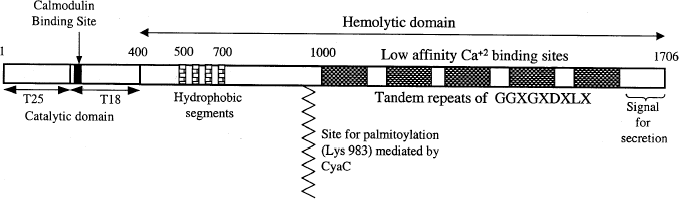 Calmodulin
Binding Site
Hemolytic domain
1
400
500
600
700
1000
Low affinity Ca+2 binding sites
1706
T25
T18
Catalytic domain
Hydrophobic
segments
Tandem repeats of GGXGXDXLX
Signal
for
secretion
Site for palmitoylation
(Lys 983) mediated by
CyaC